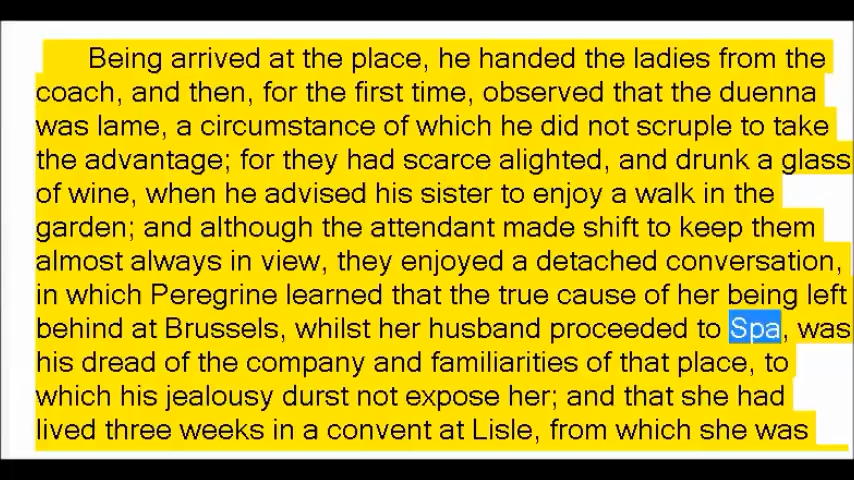 Being arrived at the place, he handed the ladies from the
coach, and then, for the first time, observed that the duenna
was lame, a circumstance of which he did not scruple to take
the advantage; for they had scarce alighted, and drunk a glass
of wine, when he advised his sister to enjoy a walk in the
garden; and although the attendant made shift to keep them
almost always in view, they enjoyed a detached conversation,
in which Peregrine learned that the true cause of her being left
behind at Brussels, whilst her husband proceeded to Spa, was
his dread of the company and familiarities of that place, to
which his jealousy durst not expose her; and that she had
lived three weeks in a convent at Lisle, from which she was